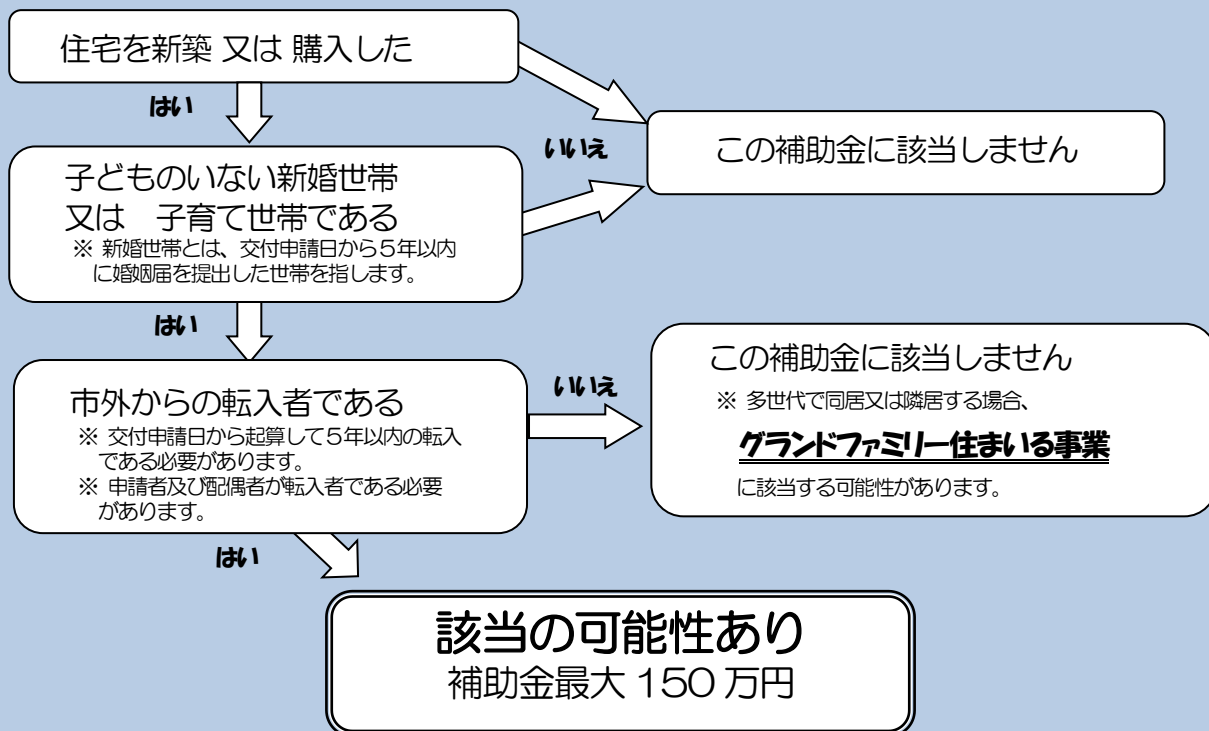 住宅を新築 又は 購入した
はい
いいえ
この補助金に該当しません
子どものいない新婚世帯
又は　子育て世帯である
※ 新婚世帯とは、交付申請日から５年以内
に婚姻届を提出した世帯を指します。
はい
市外からの転入者である
※ 交付申請日から起算して５年以内の転入
である必要があります。
※ 申請者及び配偶者が転入者である必要
があります。
いいえ
この補助金に該当しません
※ 多世代で同居又は隣居する場合、
グランドファミリー住まいる事業
に該当する可能性があります。
はい
該当の可能性あり
補助金最大 150 万円